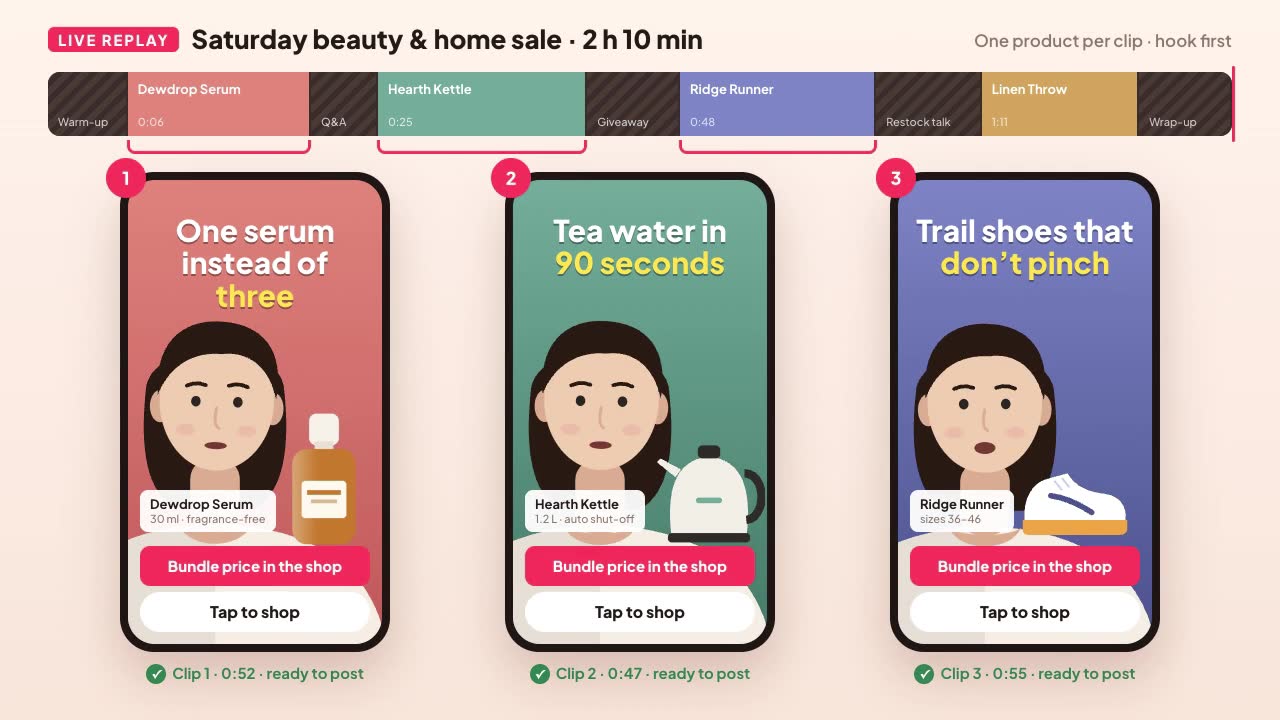 LIVE REPLAY
Saturday beauty & home sale · 2 h 10 min
One product per clip · hook first
Warm-up
Dewdrop Serum
0:06
Q&A
Hearth Kettle
0:25
Giveaway
Ridge Runner
0:48
Restock talk
Linen Throw
1:11
Wrap-up
1
One serum
instead of
three
Dewdrop Serum
30 ml · fragrance-free
Bundle price in the shop
Tap to shop
Clip 1 · 0:52 · ready to post
2
Tea water in
90 seconds
Hearth Kettle
1.2 L · auto shut-off
Bundle price in the shop
Tap to shop
Clip 2 · 0:47 · ready to post
3
Trail shoes that
don’t pinch
Ridge Runner
sizes 36–46
Bundle price in the shop
Tap to shop
Clip 3 · 0:55 · ready to post